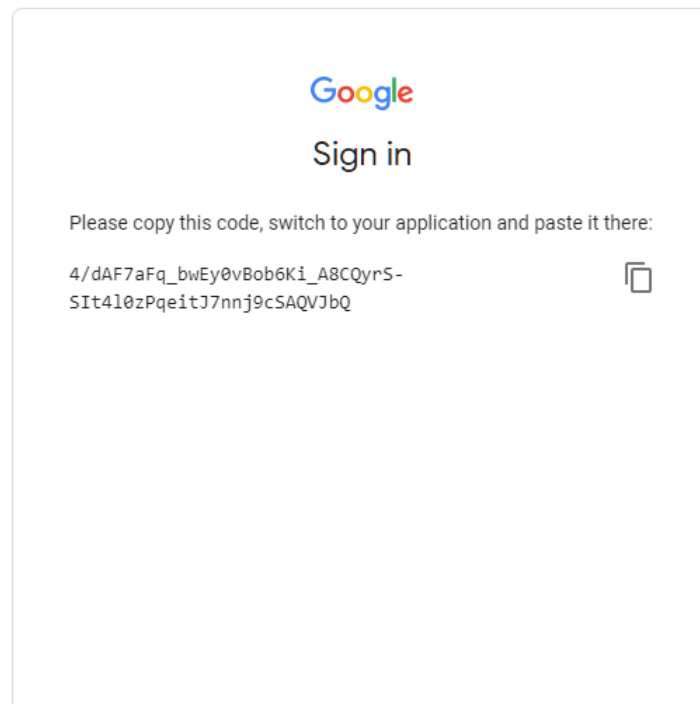 Google
Sign in
Please copy this code, switch to your application and paste it there:
4/dAF7aFq_bwEy0vBob6Ki_A8CQyrS-
SIt4l0zPqeitJ7nnj9cSAQVJbQ